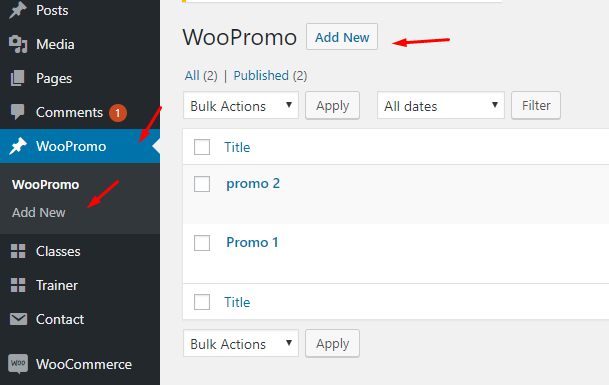 Posts
Media
Pages
Comments 1
WooPromo
WooPromo
Add New
Classes
Trainer
Contact
WOO WooCommerce
WooPromo Add New
All (2) | Published (2)
Bulk Actions Apply All dates Filter
Title
promo 2
Promo 1
Title
Bulk Actions Apply